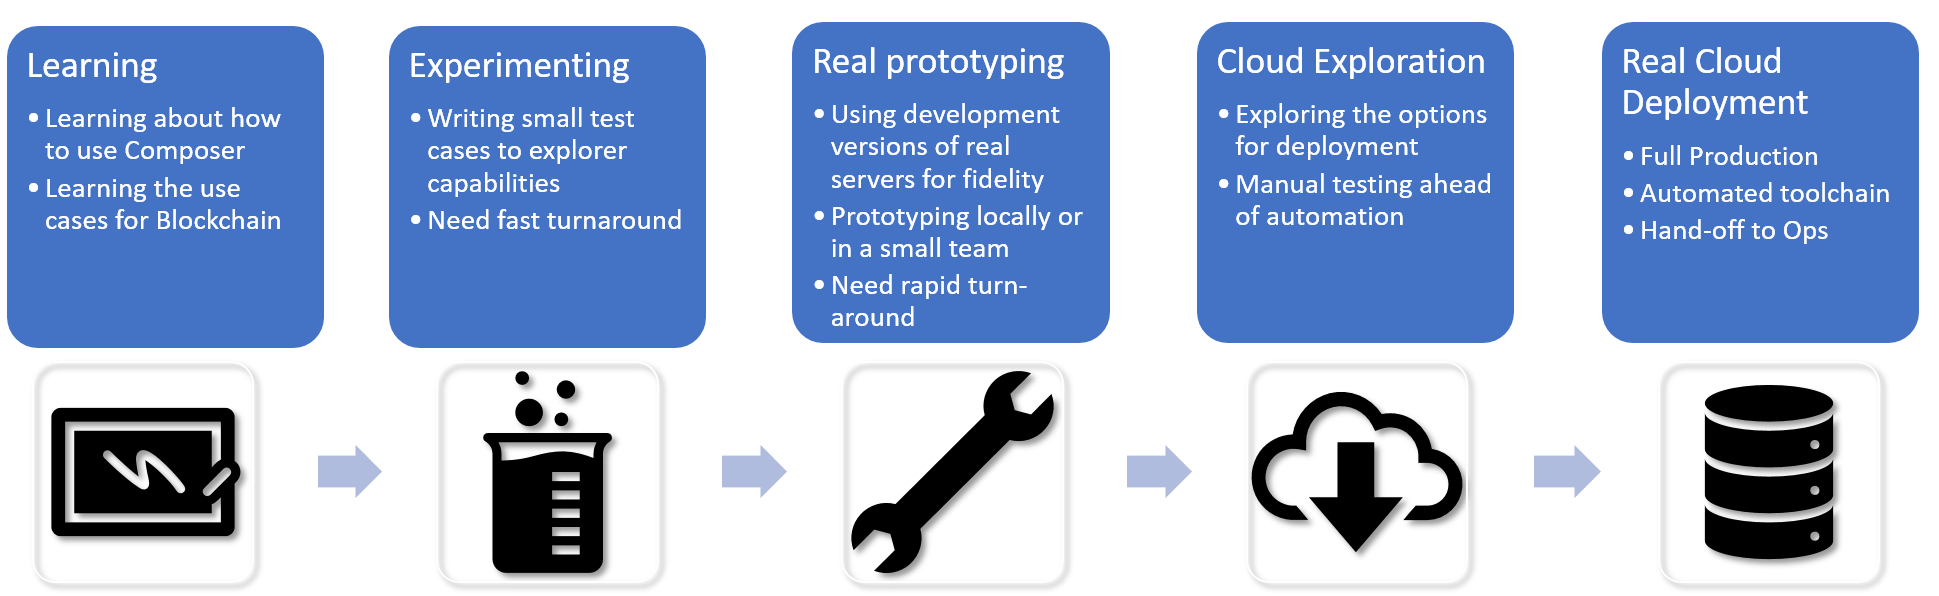 Learning
• Learning about how
to use Composer
• Learning the use
cases for Blockchain
Experimenting
• Writing small test
cases to explorer
capabilities
• Need fast turnaround
Real prototyping
• Using development
versions of real
servers for fidelity
• Prototyping locally or
in a small team
• Need rapid turn-
around
Cloud Exploration
• Exploring the options
for deployment
• Manual testing ahead
of automation
Real Cloud
Deployment
• Full Production
• Automated toolchain
• Hand-off to Ops